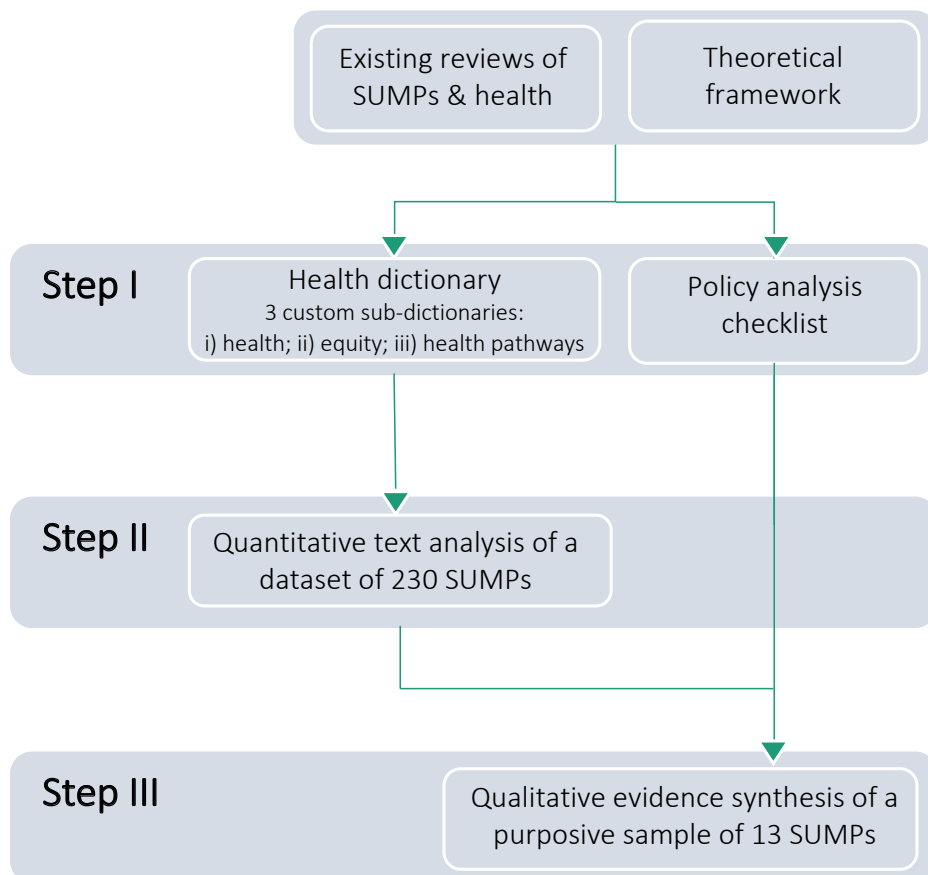 Existing reviews of
SUMPs & health
Theoretical
framework
Step I
Health dictionary
3 custom sub-dictionaries:
i) health; ii) equity; iii) health pathways
Policy analysis
checklist
Step II
Quantitative text analysis of a
dataset of 230 SUMPs
Step III
Qualitative evidence synthesis of a
purposive sample of 13 SUMPs